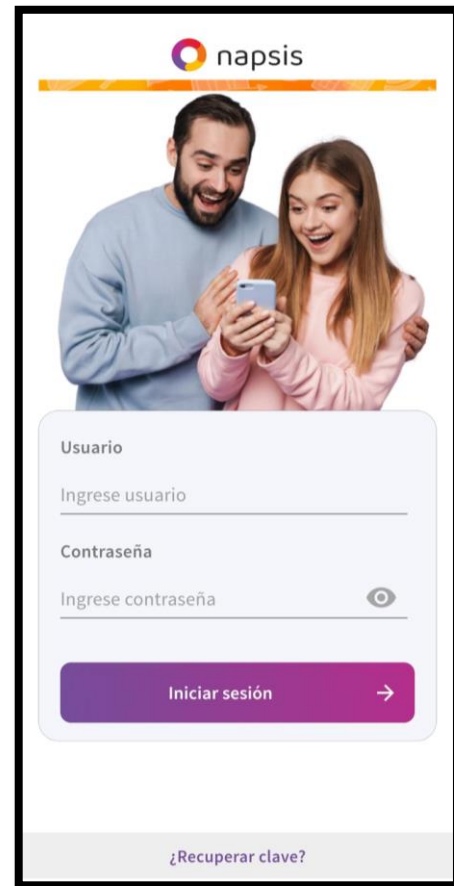 napsis
Usuario
Ingrese usuario
Contraseña
Ingrese contraseña
Iniciar sesión
¿Recuperar clave?